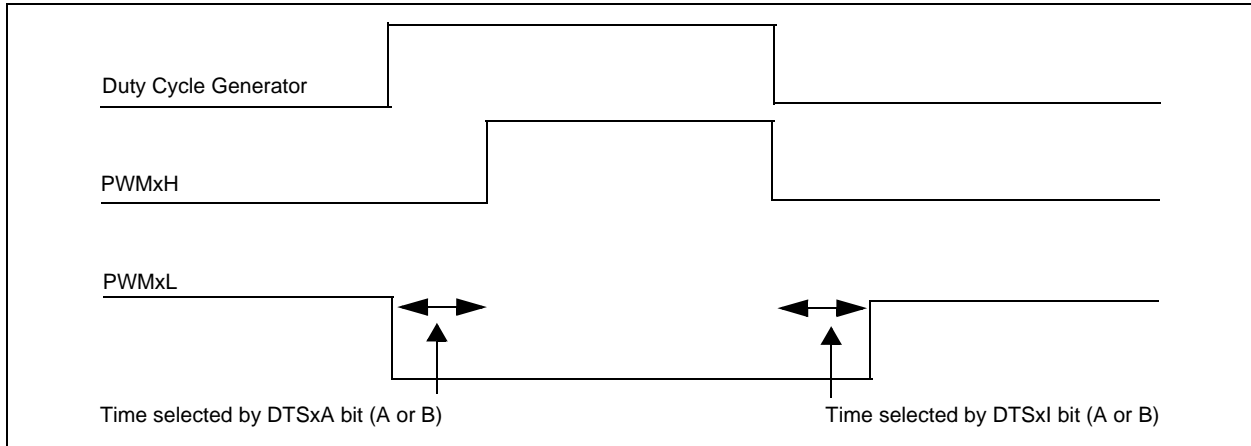 Duty Cycle Generator
PWMxH
PWMxL
Time selected by DTSxA bit (A or B)
Time selected by DTSxI bit (A or B)